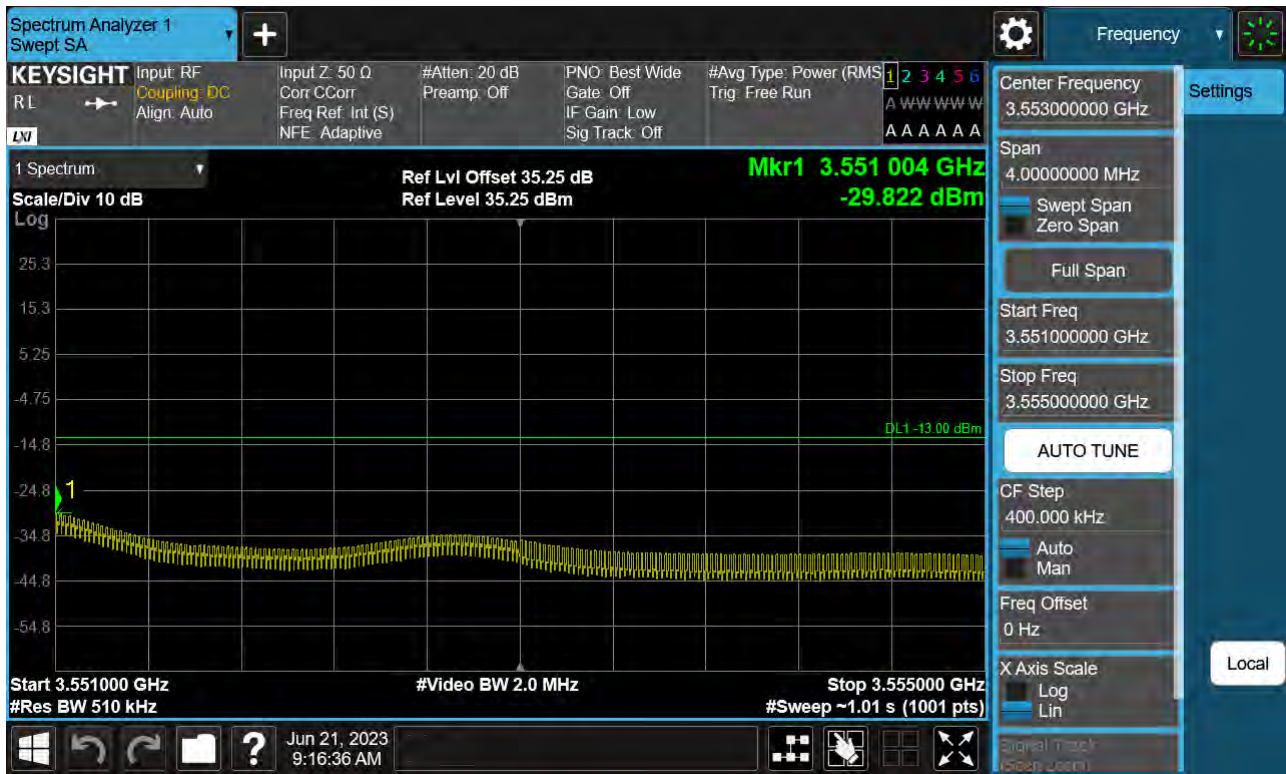 Spectrum Analyzer 1
Swept SA
+
Frequency
KEYSIGHT
RL
LXI
Input: RF
Coupling: DC
Align: Auto
Input Z: 50 Ω
Corr CCorr
Freq Ref: Int (S)
NFE: Adaptive
#Atten: 20 dB
Preamp: Off
PNO: Best Wide
Gate: Off
IF Gain: Low
Sig Track: Off
#Avg Type: Power (RMS
Trig: Free Run
1 2 3 4 5 6
A W W W W W
A A A A A A
1 Spectrum
Scale/Div 10 dB
Log
Ref Lvl Offset 35.25 dB
Ref Level 35.25 dBm
Mkr1 3.551 004 GHz
-29.822 dBm
25.3
15.3
5.25
-4.75
DL1 -13.00 dBm
-14.8
-24.8
1
-34.8
-44.8
-54.8
Start 3.551000 GHz
#Res BW 510 kHz
#Video BW 2.0 MHz
Stop 3.555000 GHz
#Sweep ~1.01 s (1001 pts)
?
Jun 21, 2023
9:16:36 AM
Center Frequency
3.553000000 GHz
Span
4.00000000 MHz
Swept Span
Zero Span
Full Span
Start Freq
3.551000000 GHz
Stop Freq
3.555000000 GHz
AUTO TUNE
CF Step
400.000 kHz
Auto
Man
Freq Offset
0 Hz
X Axis Scale
Log
Lin
Signal Track
(Span Zoom)
Settings
Local